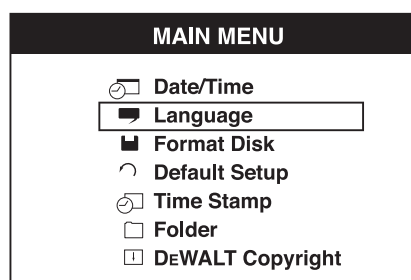 MAIN MENU
Date/Time
Language
Format Disk
Default Setup
Time Stamp
Folder
DEWALT Copyright